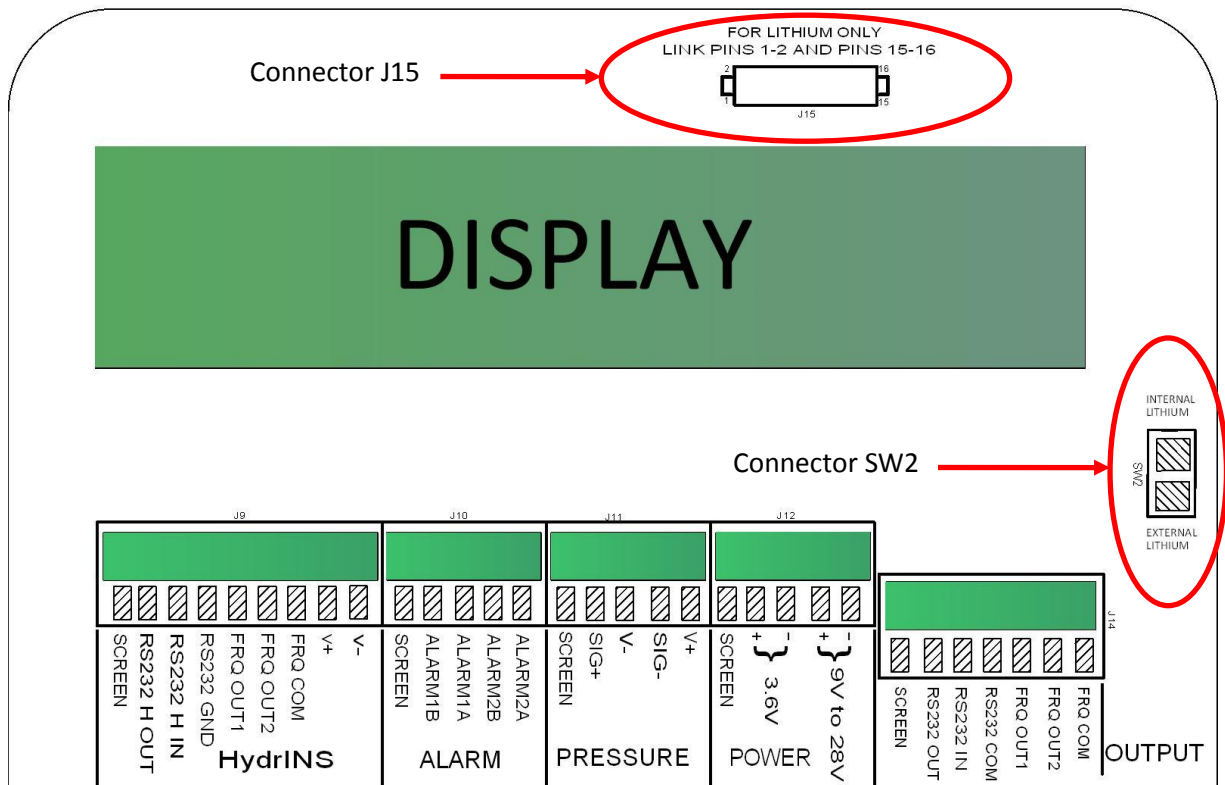 FOR LITHIUM ONLY
LINK PINS 1-2 AND PINS 15-16
Connector J15
2
16
1
15
J15
DISPLAY
INTERNAL
LITHIUM
Connector SW2
SW2
EXTERNAL
LITHIUM
J9
J10
J11
J12
J14
SCREEN
RS232 H OUT
RS232 H IN
RS232 GND
FRQ OUT1
FRQ OUT2
FRQ COM
V+
V-
HydrINS
SCREEN
ALARM1B
ALARM1A
ALARM2B
ALARM2A
ALARM
SCREEN
SIG+
V-
SIG-
V+
PRESSURE
SCREEN
+
-
} 3.6V
+
-
} 9V to 28V
POWER
SCREEN
RS232 OUT
RS232 IN
RS232 COM
FRQ OUT1
FRQ OUT2
FRQ COM
OUTPUT